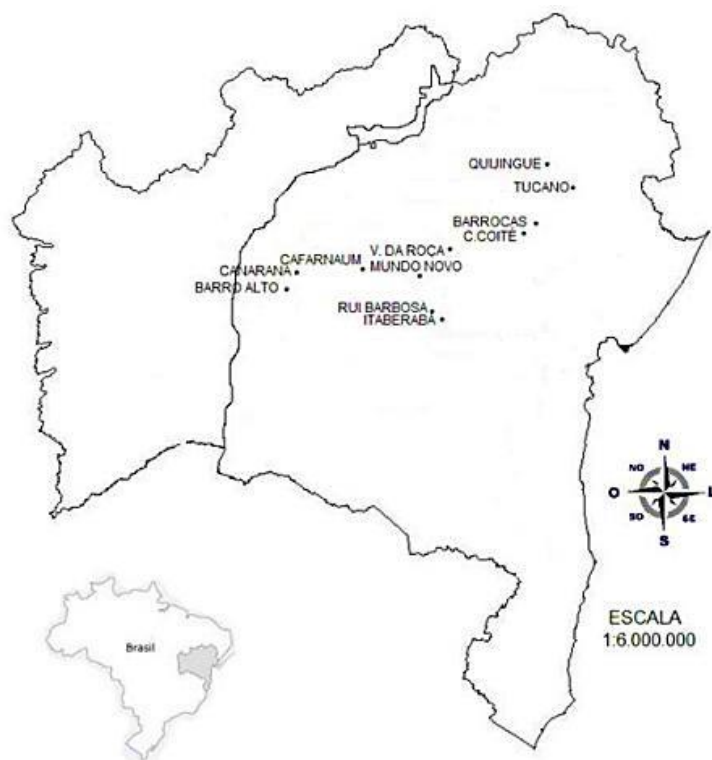 QUIJINGUE
TUCANO
BARROCAS
C.COITÉ
V. DA ROÇA
CAFARNAUM
MUNDO NOVO
CANARANA
BARRO ALTO
RUI BARBOSA
ITABERABA
N
NO
NE
O
L
SO
SE
S
ESCALA
1:6.000.000
Brasil